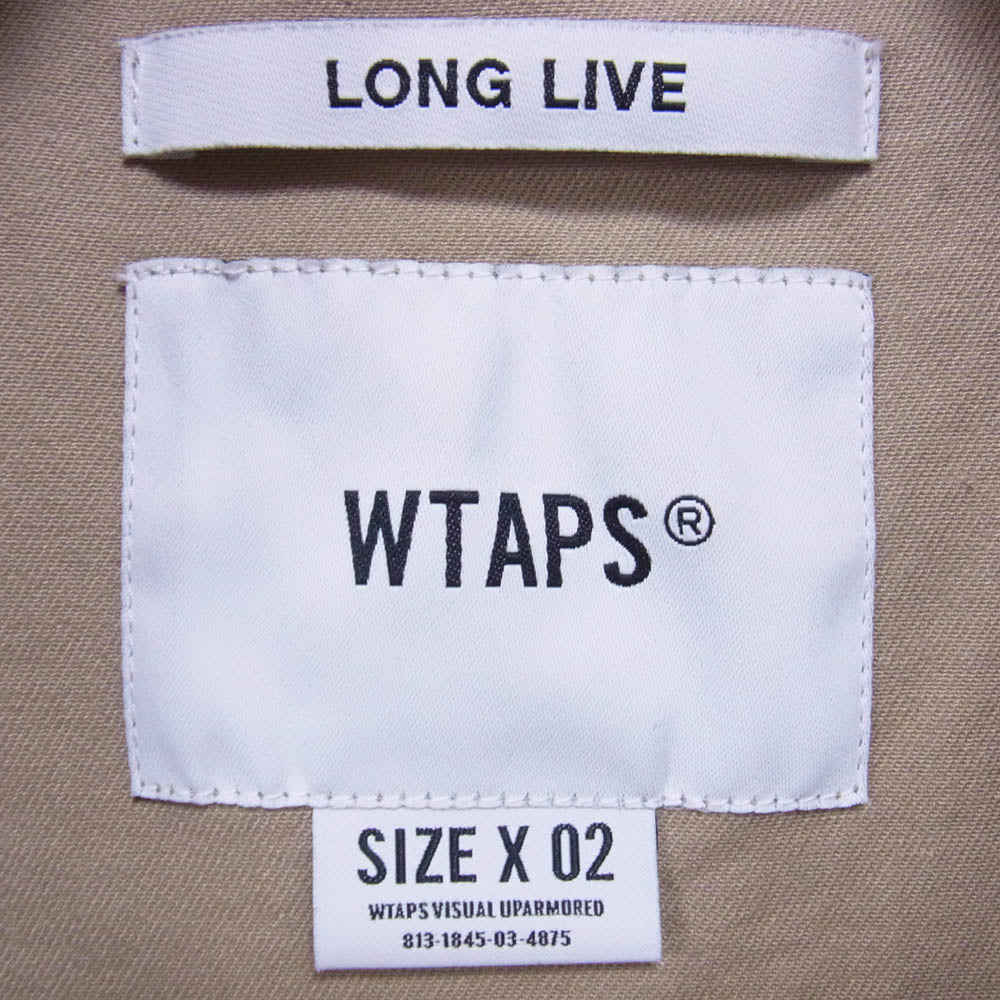 LONG LIVE
WTAPS®
SIZE X 02
WTAPS VISUAL UPARMORED
813-1845-03-4875